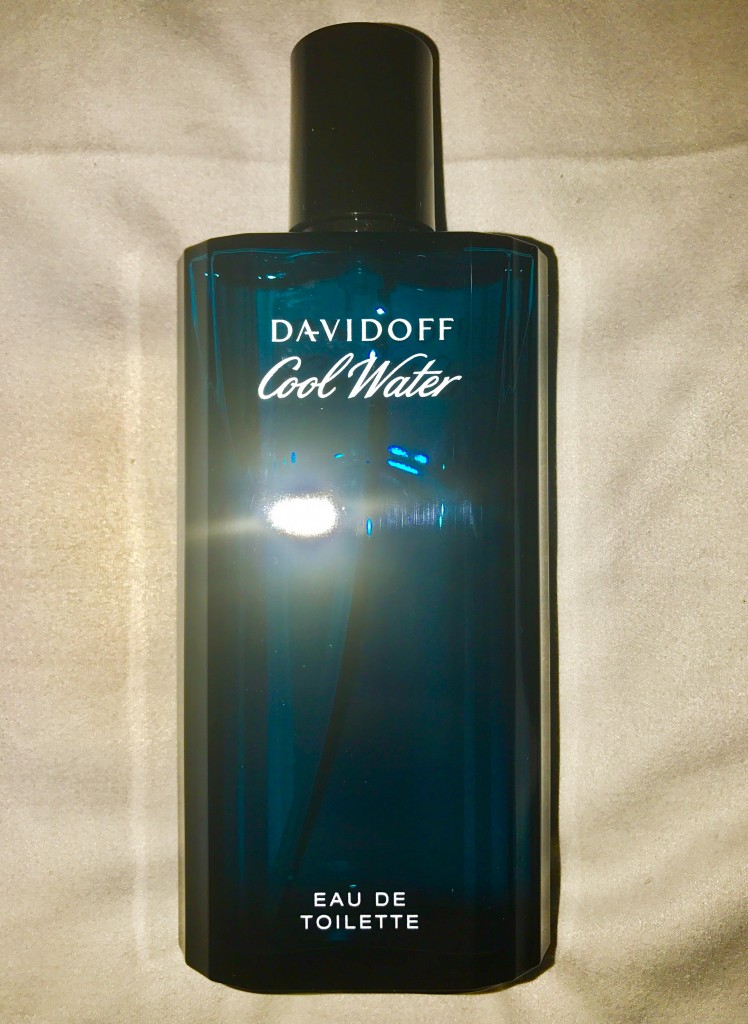 DAVIDOFF
Cool Water
EAU DE
TOILETTE